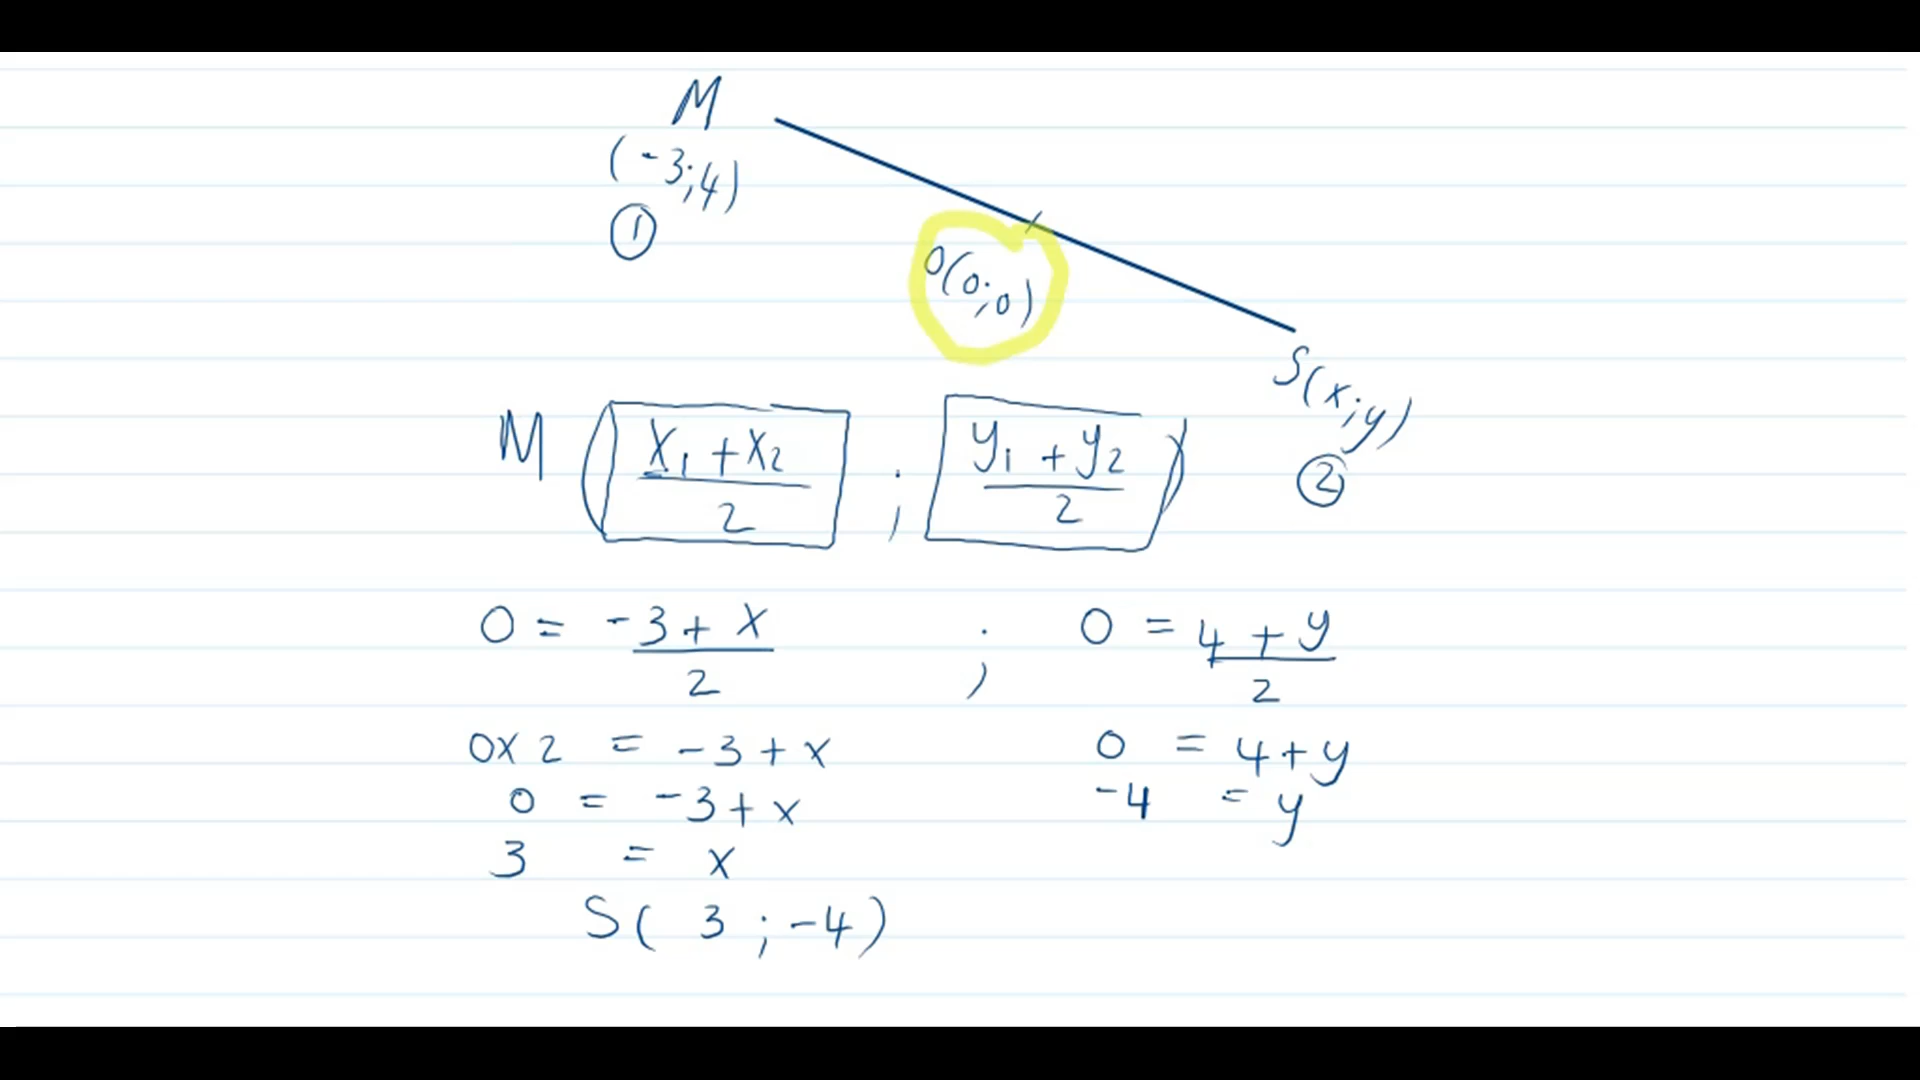 M
(-3;4)
①
O(0;0)
S(x;y)
②
M ( x₁+x₂/2 ; y₁+y₂/2 )
0 = -3+x/2 ; 0 = 4+y/2
0x2 = -3+x 0 = 4+y
0 = -3+x -4 = y
3 = x
S( 3 ; -4)